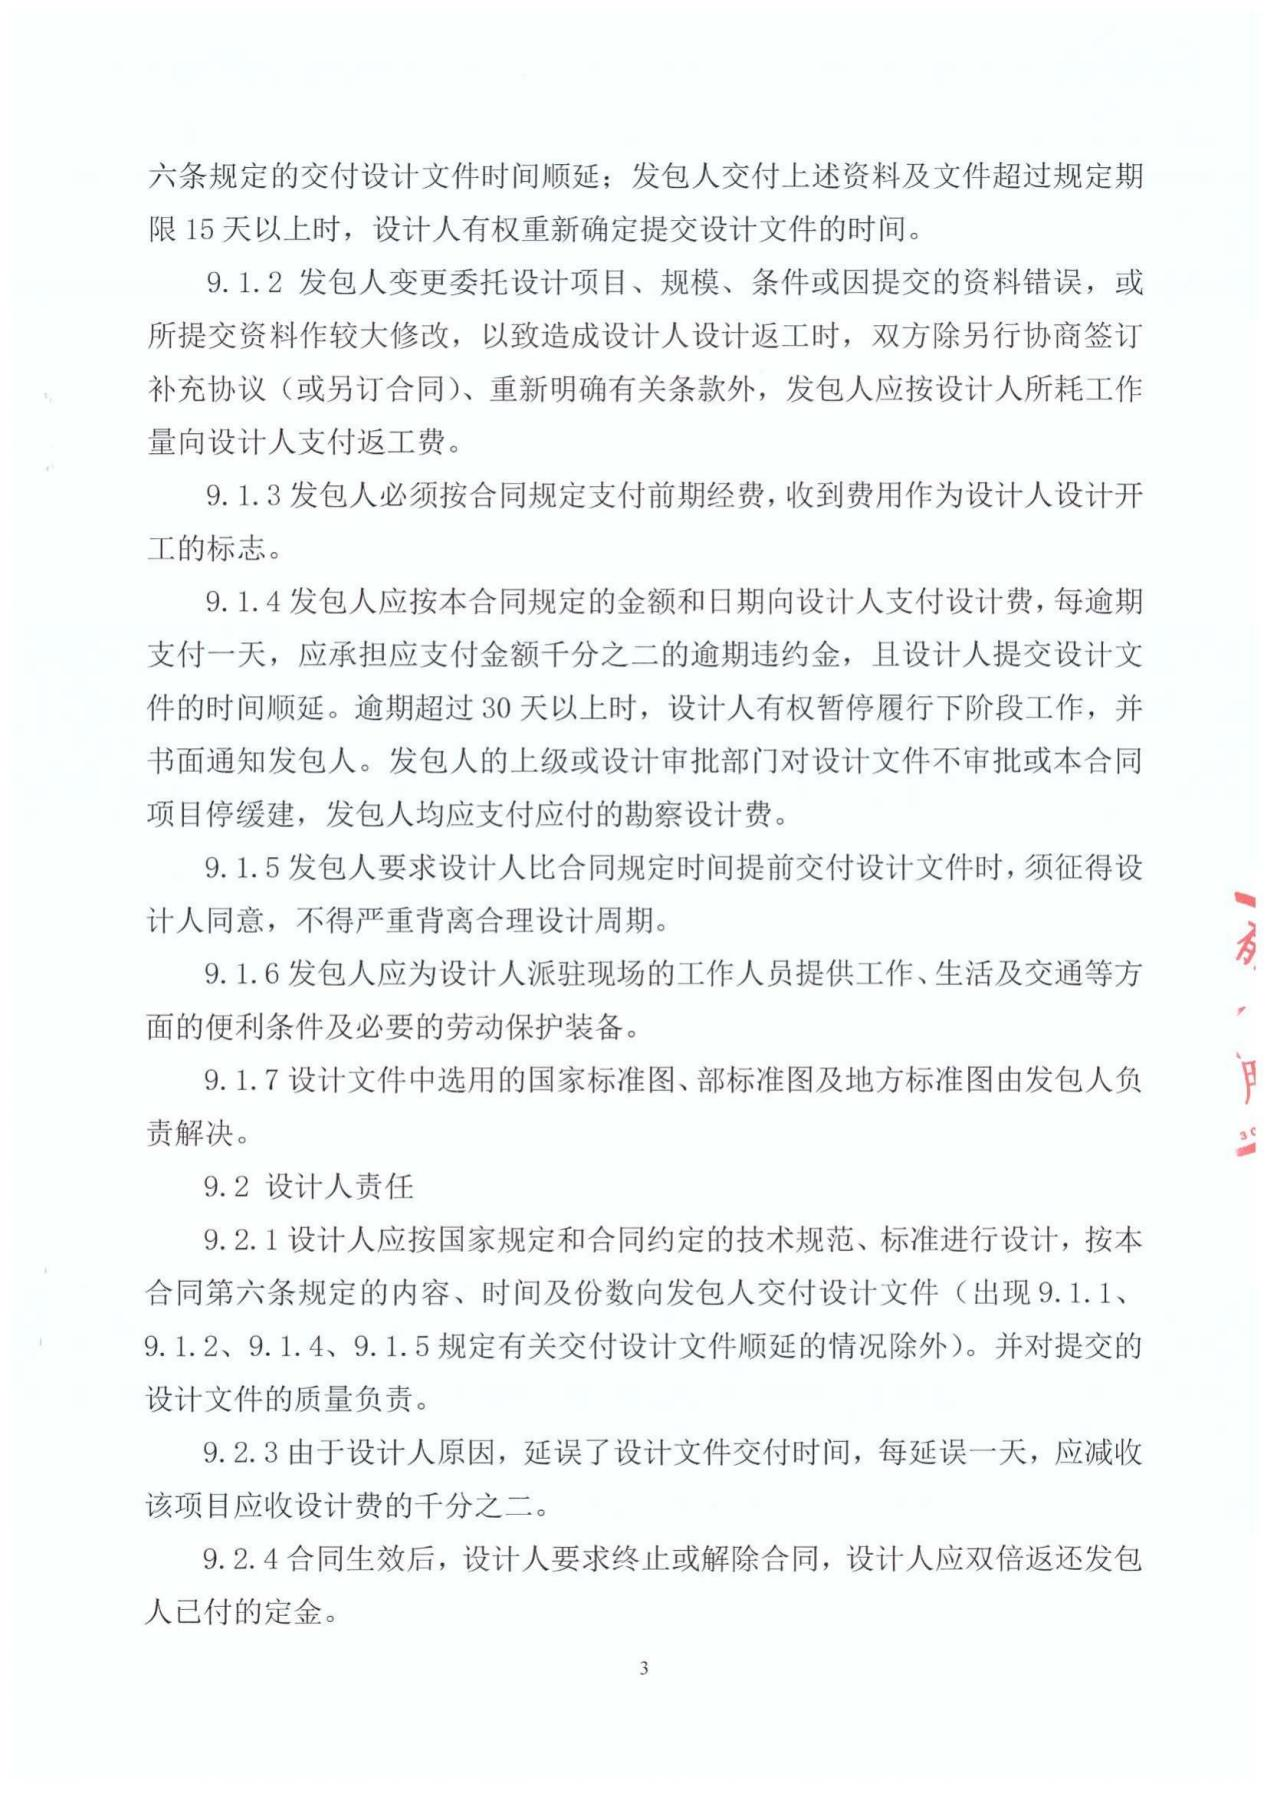 六条规定的交付设计文件时间顺延；发包人交付上述资料及文件超过规定期
限 15 天以上时，设计人有权重新确定提交设计文件的时间。
9.1.2 发包人变更委托设计项目、规模、条件或因提交的资料错误，或
所提交资料作较大修改，以致造成设计人设计返工时，双方除另行协商签订
补充协议（或另订合同）、重新明确有关条款外，发包人应按设计人所耗工作
量向设计人支付返工费。
9.1.3 发包人必须按合同规定支付前期经费，收到费用作为设计人设计开
工的标志。
9.1.4 发包人应按本合同规定的金额和日期向设计人支付设计费，每逾期
支付一天，应承担应支付金额千分之二的逾期违约金，且设计人提交设计文
件的时间顺延。逾期超过 30 天以上时，设计人有权暂停履行下阶段工作，并
书面通知发包人。发包人的上级或设计审批部门对设计文件不审批或本合同
项目停缓建，发包人均应支付应付的勘察设计费。
9.1.5 发包人要求设计人比合同规定时间提前交付设计文件时，须征得设
计人同意，不得严重背离合理设计周期。
9.1.6 发包人应为设计人派驻现场的工作人员提供工作、生活及交通等方
面的便利条件及必要的劳动保护装备。
9.1.7 设计文件中选用的国家标准图、部标准图及地方标准图由发包人负
责解决。
9.2 设计人责任
9.2.1 设计人应按国家规定和合同约定的技术规范、标准进行设计，按本
合同第六条规定的内容、时间及份数向发包人交付设计文件（出现 9.1.1、
9.1.2、9.1.4、9.1.5 规定有关交付设计文件顺延的情况除外）。并对提交的
设计文件的质量负责。
9.2.3 由于设计人原因，延误了设计文件交付时间，每延误一天，应减收
该项目应收设计费的千分之二。
9.2.4 合同生效后，设计人要求终止或解除合同，设计人应双倍返还发包
人已付的定金。
3